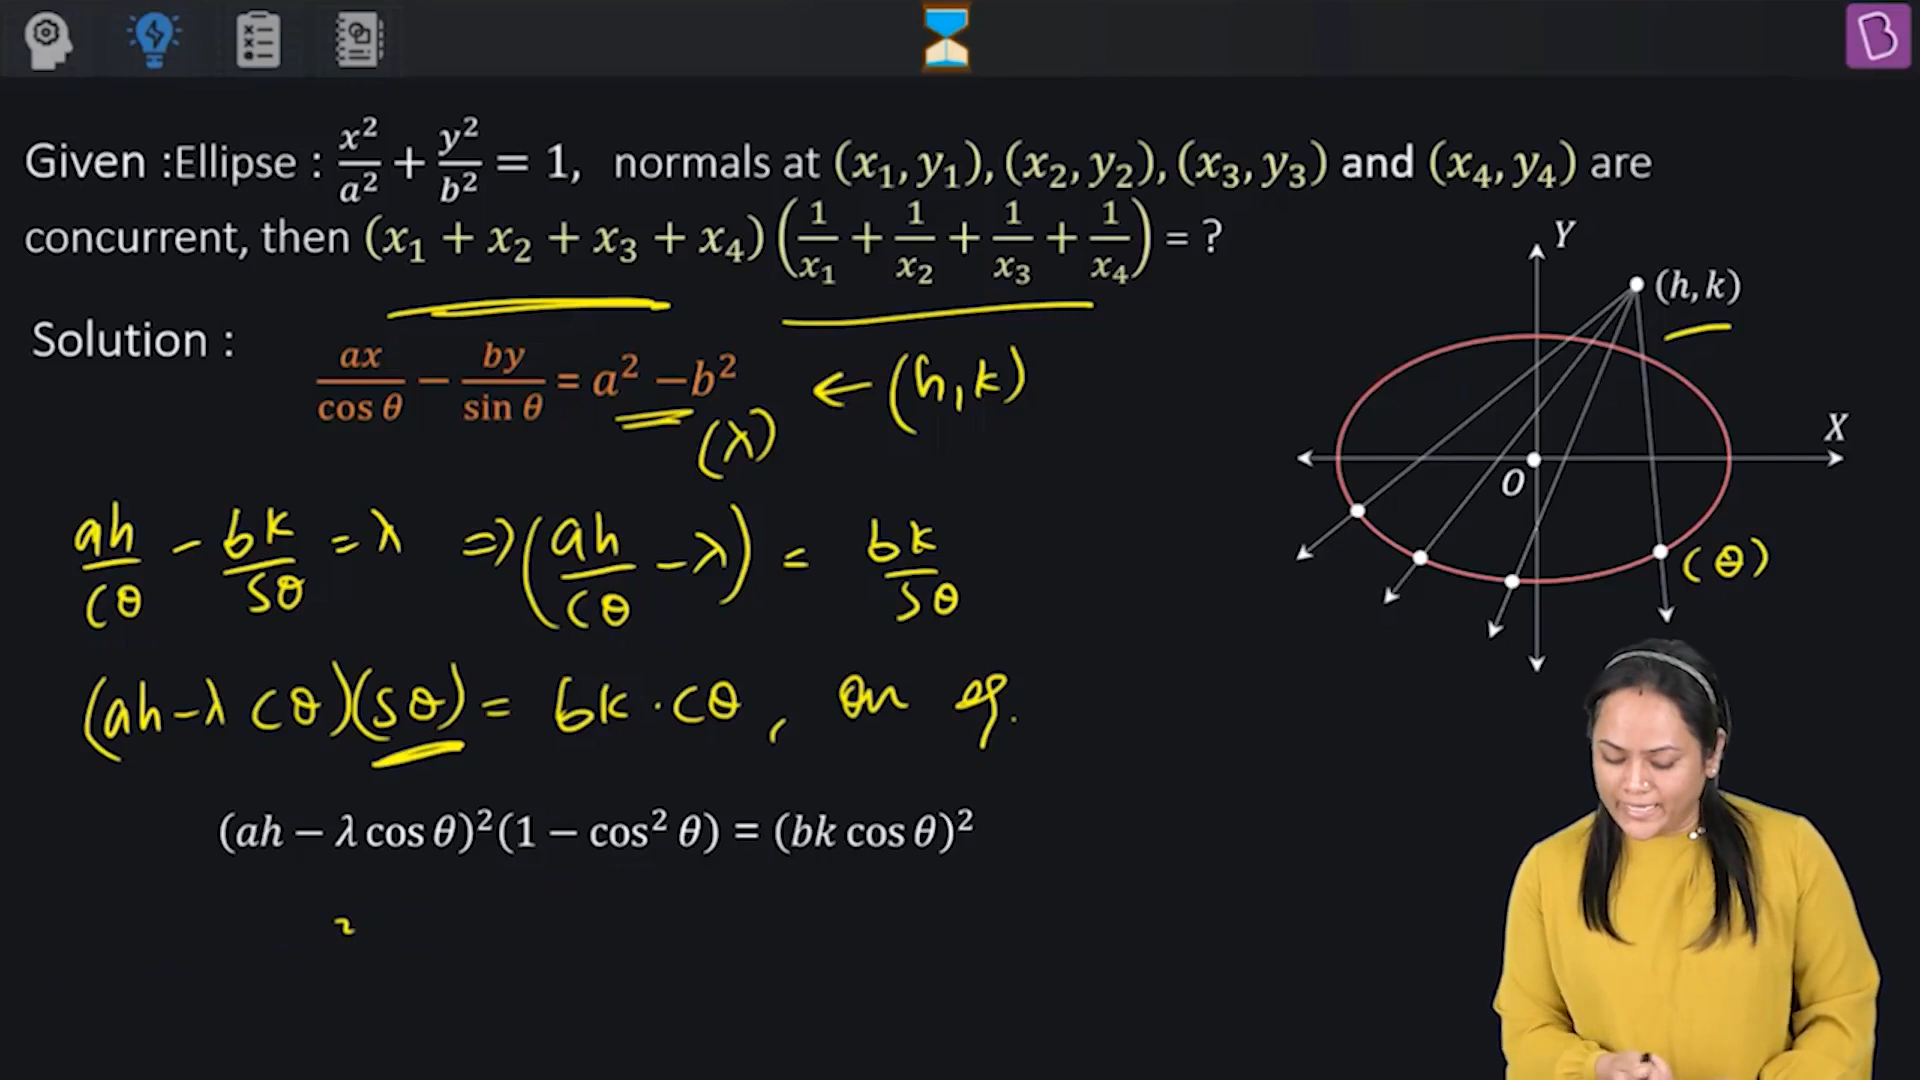 Given :Ellipse : x²/a² + y²/b² = 1, normals at (x₁, y₁), (x₂, y₂), (x₃, y₃) and (x₄, y₄) are
concurrent, then (x₁ + x₂ + x₃ + x₄)(1/x₁ + 1/x₂ + 1/x₃ + 1/x₄) = ?
Y
(h, k)
Solution :
ax/cos θ − by/sin θ = a² − b² ← (h, k)
(λ)
X
O
ah/cθ − bk/sθ = λ ⇒ (ah/cθ − λ) = bk/sθ
(θ)
(ah − λ cθ)(sθ) = bk · cθ , on sq.
(ah − λ cos θ)²(1 − cos² θ) = (bk cos θ)²